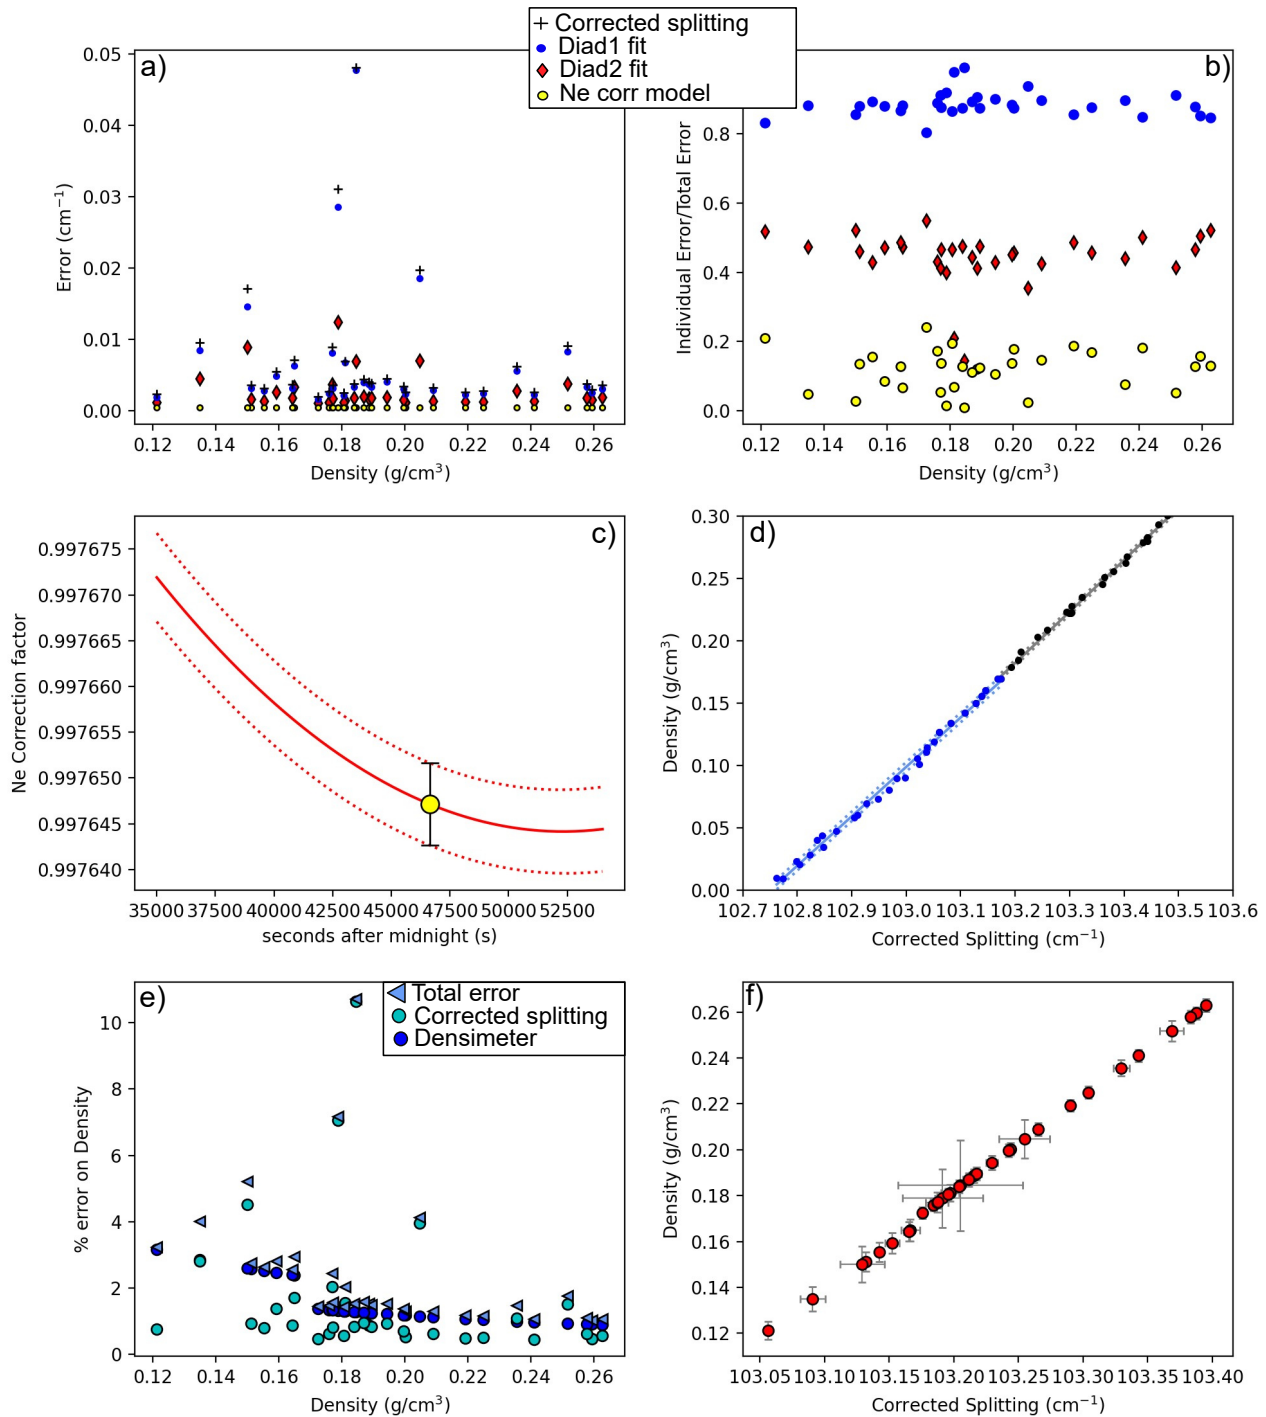 + Corrected splitting
Diad1 fit
Diad2 fit
Ne corr model
a)
0.05
0.04
0.03
0.02
0.01
0.00
Error (cm⁻¹)
0.12 0.14 0.16 0.18 0.20 0.22 0.24 0.26
Density (g/cm³)
b)
0.8
0.6
0.4
0.2
0.0
Individual Error/Total Error
0.12 0.14 0.16 0.18 0.20 0.22 0.24 0.26
Density (g/cm³)
c)
0.997675
0.997670
0.997665
0.997660
0.997655
0.997650
0.997645
0.997640
Ne Correction factor
35000 37500 40000 42500 45000 47500 50000 52500
seconds after midnight (s)
d)
0.30
0.25
0.20
0.15
0.10
0.05
0.00
Density (g/cm³)
102.7 102.8 102.9 103.0 103.1 103.2 103.3 103.4 103.5 103.6
Corrected Splitting (cm⁻¹)
e)
Total error
Corrected splitting
Densimeter
10
8
6
4
2
0
% error on Density
0.12 0.14 0.16 0.18 0.20 0.22 0.24 0.26
Density (g/cm³)
f)
0.26
0.24
0.22
0.20
0.18
0.16
0.14
0.12
Density (g/cm³)
103.05 103.10 103.15 103.20 103.25 103.30 103.35 103.40
Corrected Splitting (cm⁻¹)